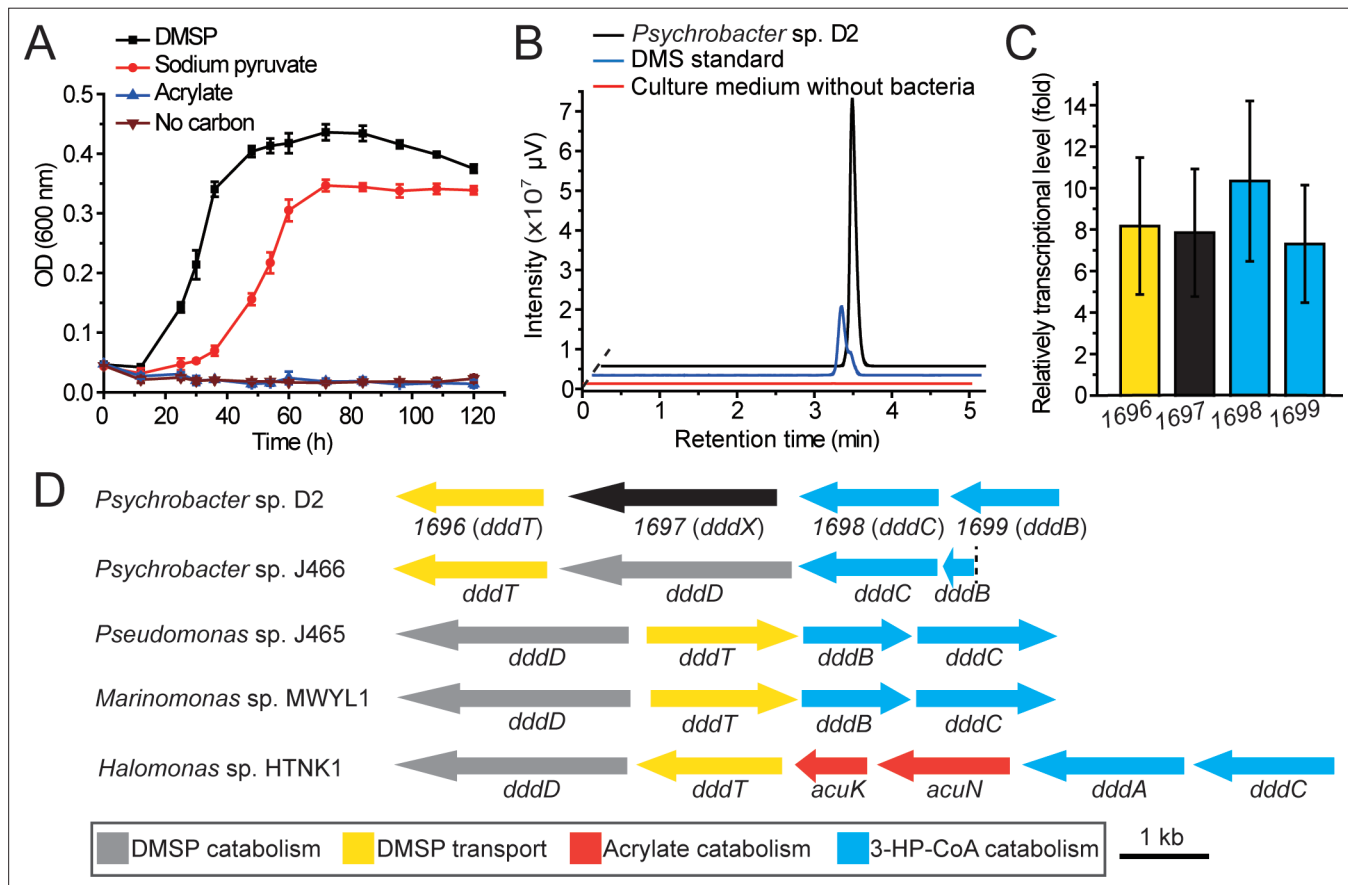 A
DMSP
Sodium pyruvate
Acrylate
No carbon
OD (600 nm)
0.5
0.4
0.3
0.2
0.1
0.0
0 20 40 60 80 100 120
Time (h)
B
Psychrobacter sp. D2
DMS standard
Culture medium without bacteria
Intensity (×10⁷ µV)
7
6
5
4
3
2
1
0
0 1 2 3 4 5
Retention time (min)
C
Relatively transcriptional level (fold)
14
12
10
8
6
4
2
0
1696 1697 1698 1699
D
Psychrobacter sp. D2
1696 (dddT) 1697 (dddX) 1698 (dddC) 1699 (dddB)
Psychrobacter sp. J466
dddT dddD dddC dddB
Pseudomonas sp. J465
dddD dddT dddB dddC
Marinomonas sp. MWYL1
dddD dddT dddB dddC
Halomonas sp. HTNK1
dddD dddT acuK acuN dddA dddC
DMSP catabolism DMSP transport Acrylate catabolism 3-HP-CoA catabolism
1 kb